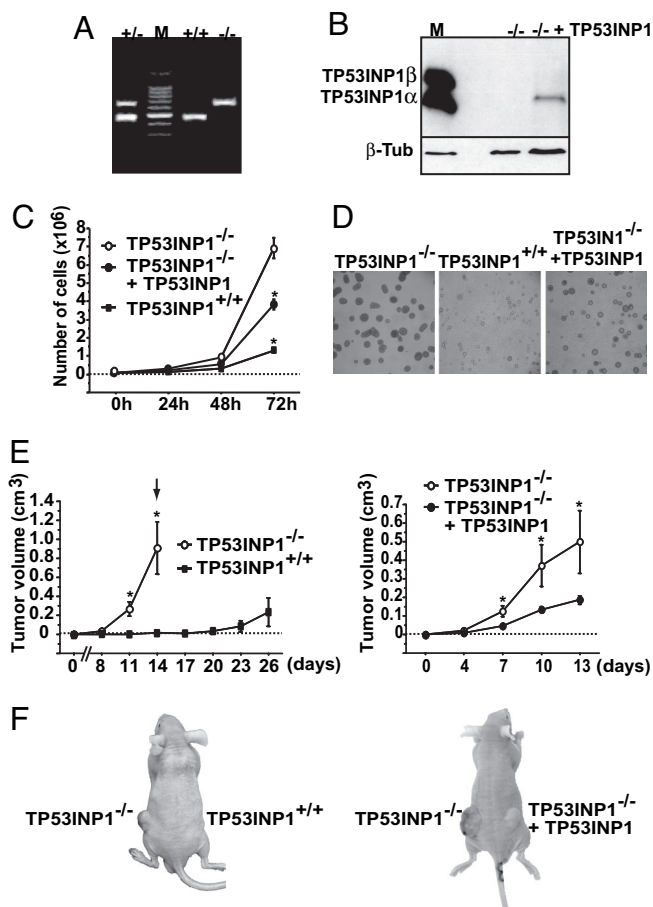 A
+/- M +/+ -/-
B
M -/- -/- + TP53INP1
TP53INP1β
TP53INP1α
β-Tub
C
Number of cells (x10⁶)
8
7
6
5
4
3
2
1
0
TP53INP1⁻/⁻
TP53INP1⁻/⁻
+ TP53INP1
TP53INP1⁺/⁺
*
*
0h 24h 48h 72h
D
TP53INP1⁻/⁻ TP53INP1⁺/⁺ TP53IN1⁻/⁻
+TP53INP1
E
Tumor volume (cm³)
1.4
1.2
1.0
0.8
0.6
0.4
0.2
0
*
*
TP53INP1⁻/⁻
TP53INP1⁺/⁺
0 8 11 14 17 20 23 26 (days)
Tumor volume (cm3)
0.7
0.6
0.5
0.4
0.3
0.2
0.1
0
TP53INP1⁻/⁻
TP53INP1⁻/⁻
+ TP53INP1
*
*
*
0 4 7 10 13 (days)
F
TP53INP1⁻/⁻ TP53INP1⁺/⁺
TP53INP1⁻/⁻ TP53INP1⁻/⁻
+ TP53INP1